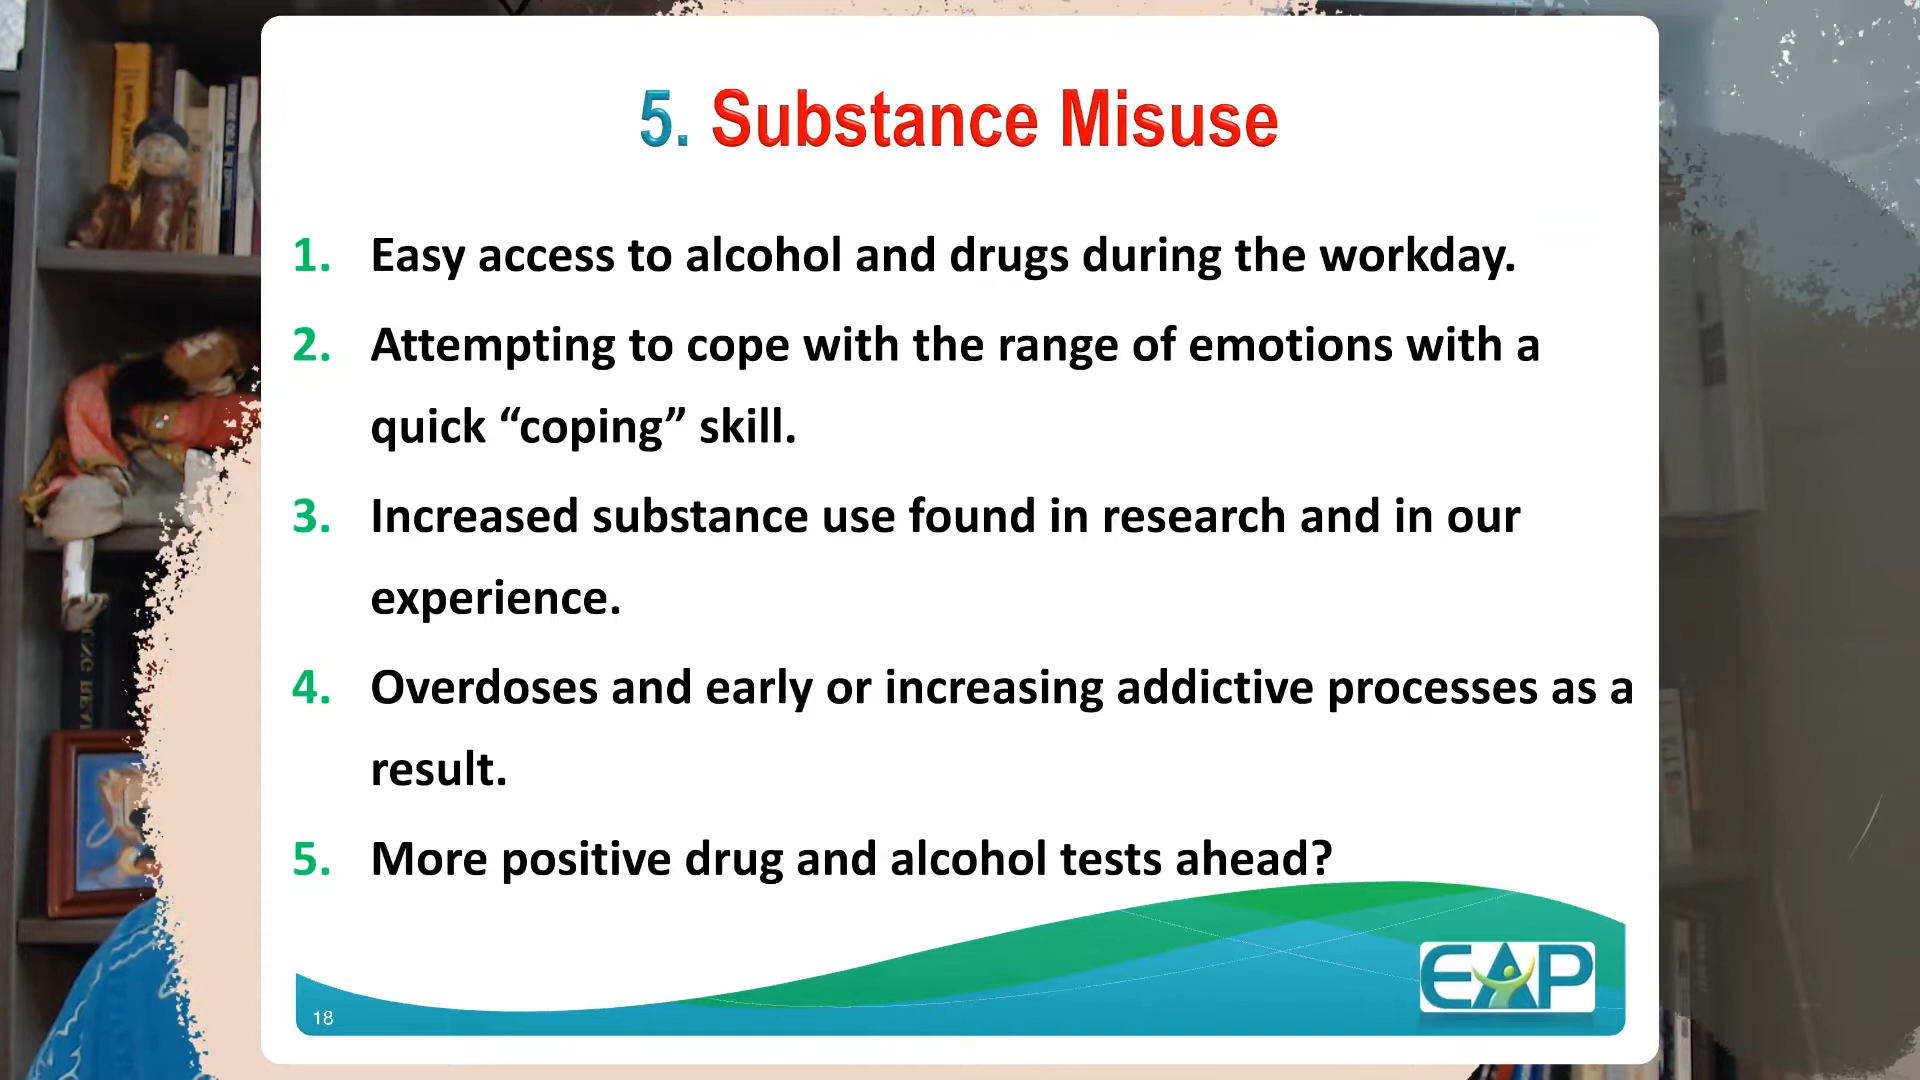 5. Substance Misuse
1. Easy access to alcohol and drugs during the workday.
2. Attempting to cope with the range of emotions with a
quick “coping” skill.
3. Increased substance use found in research and in our
experience.
4. Overdoses and early or increasing addictive processes as a
result.
5. More positive drug and alcohol tests ahead?
18
EAP